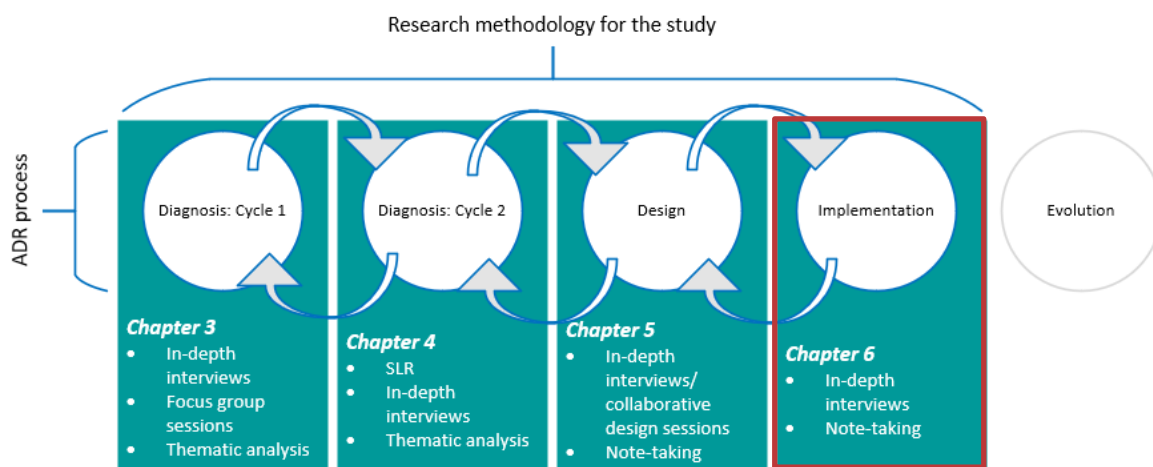 Research methodology for the study
ADR process
Diagnosis: Cycle 1
Diagnosis: Cycle 2
Design
Implementation
Evolution
Chapter 3
• In-depth
interviews
• Focus group
sessions
• Thematic analysis
Chapter 4
• SLR
• In-depth
interviews
• Thematic analysis
Chapter 5
• In-depth
interviews/
collaborative
design sessions
• Note-taking
Chapter 6
• In-depth
interviews
• Note-taking